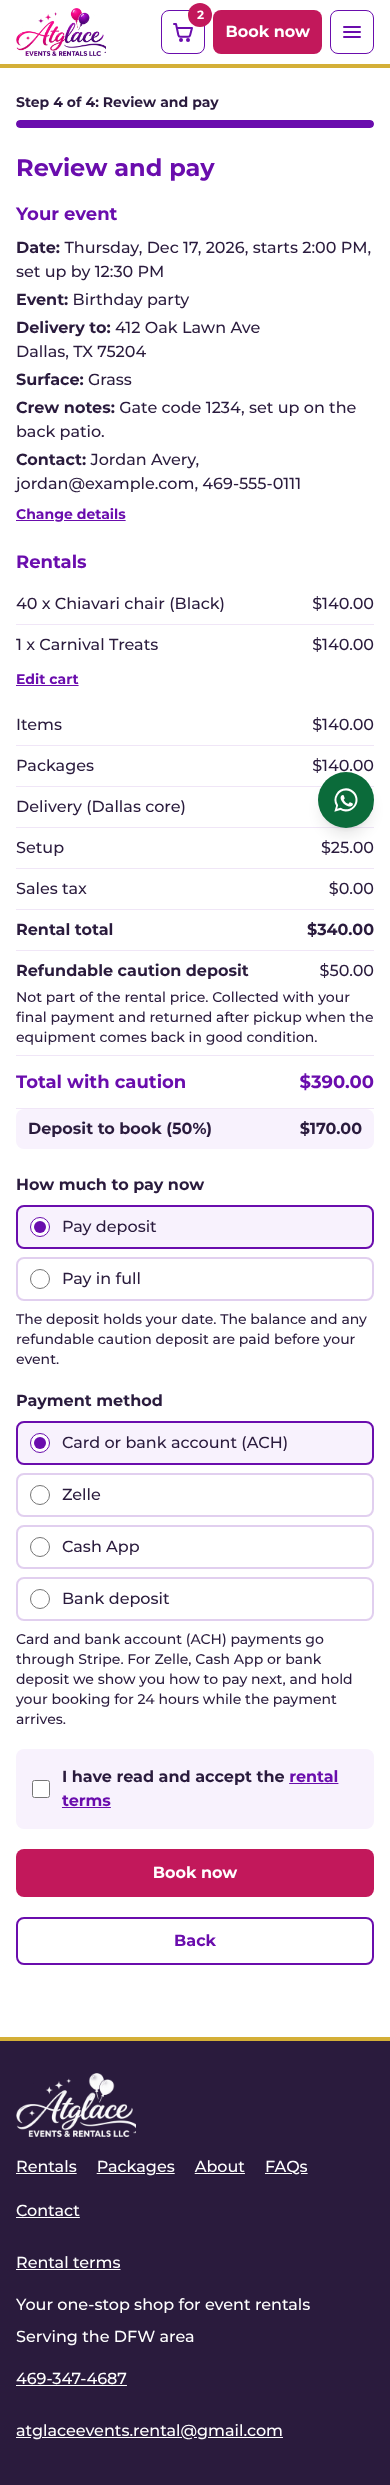 Atglace
EVENTS & RENTALS LLC
2
Book now
Step 4 of 4: Review and pay
Review and pay
Your event
Date: Thursday, Dec 17, 2026, starts 2:00 PM,
set up by 12:30 PM
Event: Birthday party
Delivery to: 412 Oak Lawn Ave
Dallas, TX 75204
Surface: Grass
Crew notes: Gate code 1234, set up on the
back patio.
Contact: Jordan Avery,
jordan@example.com, 469-555-0111
Change details
Rentals
40 x Chiavari chair (Black) $140.00
1 x Carnival Treats $140.00
Edit cart
Items $140.00
Packages $140.00
Delivery (Dallas core)
Setup $25.00
Sales tax $0.00
Rental total $340.00
Refundable caution deposit $50.00
Not part of the rental price. Collected with your
final payment and returned after pickup when the
equipment comes back in good condition.
Total with caution $390.00
Deposit to book (50%) $170.00
How much to pay now
Pay deposit
Pay in full
The deposit holds your date. The balance and any
refundable caution deposit are paid before your
event.
Payment method
Card or bank account (ACH)
Zelle
Cash App
Bank deposit
Card and bank account (ACH) payments go
through Stripe. For Zelle, Cash App or bank
deposit we show you how to pay next, and hold
your booking for 24 hours while the payment
arrives.
I have read and accept the rental
terms
Book now
Back
Atglace
EVENTS & RENTALS LLC
Rentals Packages About FAQs
Contact
Rental terms
Your one-stop shop for event rentals
Serving the DFW area
469-347-4687
atglaceevents.rental@gmail.com